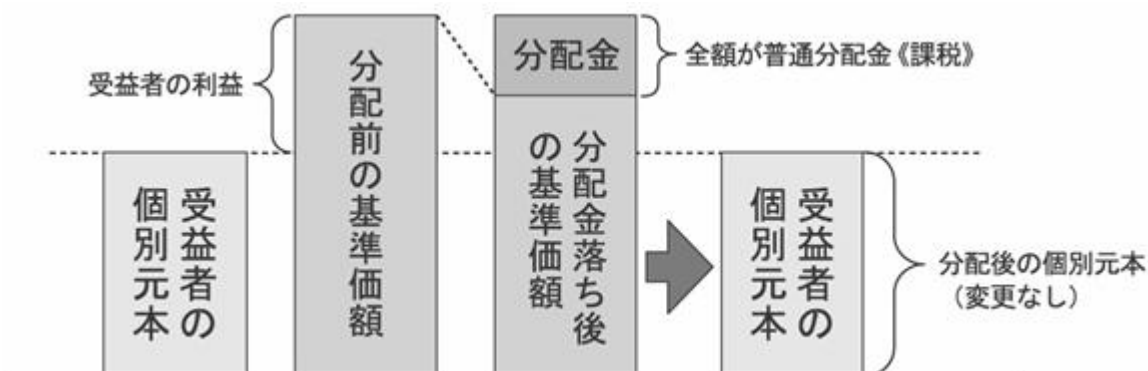 受益者の利益
受益者の
個別元本
分配前の基準価額
分配金
全額が普通分配金《課税》
分配金落ち後
の基準価額
受益者の
個別元本
分配後の個別元本
(変更なし)